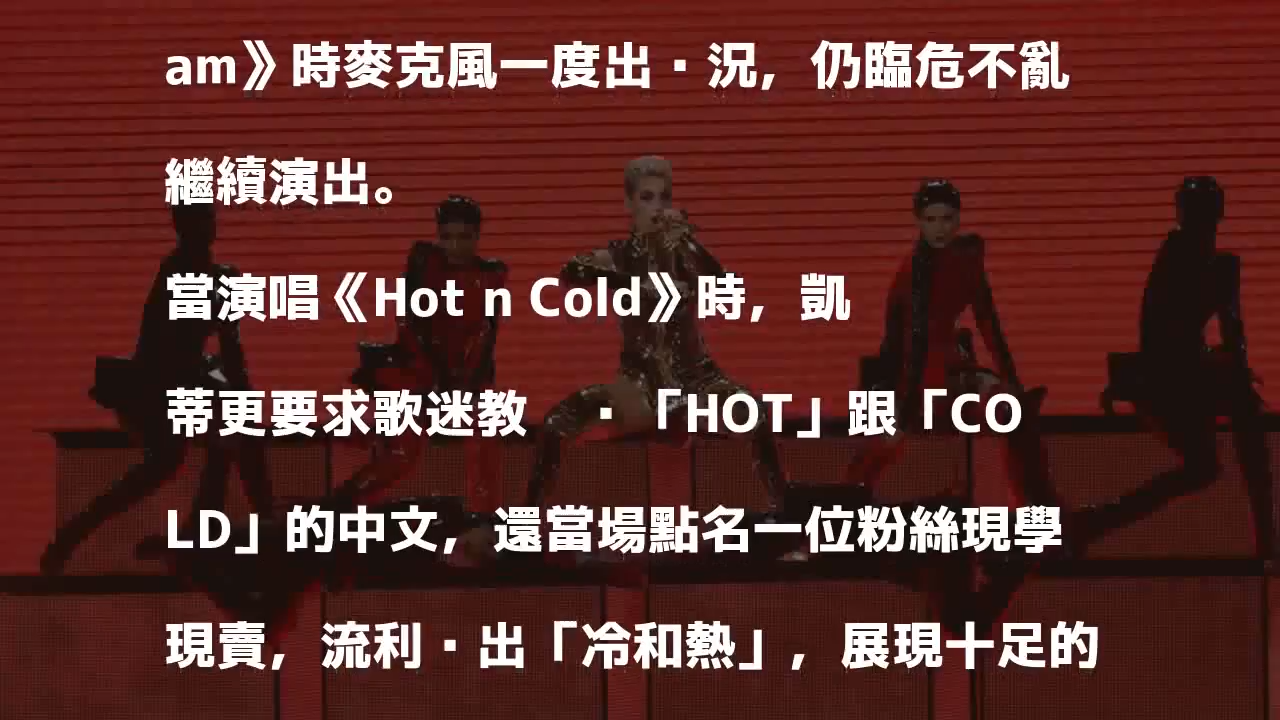 am》時麥克風一度出▪況，仍臨危不亂
繼續演出。
當演唱《Hot n Cold》時，凱
蒂更要求歌迷教　▪「HOT」跟「CO
LD」的中文，還當場點名一位粉絲現學
現賣，流利▪出「冷和熱」，展現十足的